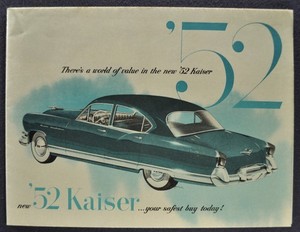 '52
There's a world of value in the new '52 Kaiser
new '52 Kaiser ...your safest buy today!